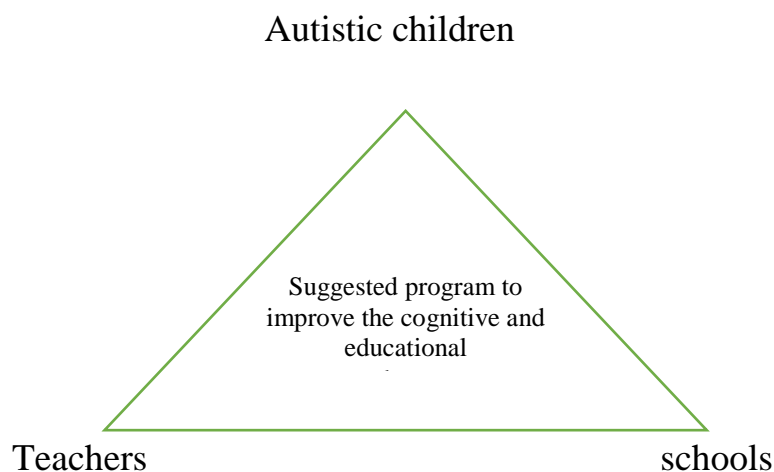 Autistic children
Suggested program to
improve the cognitive and
educational
Teachers
schools